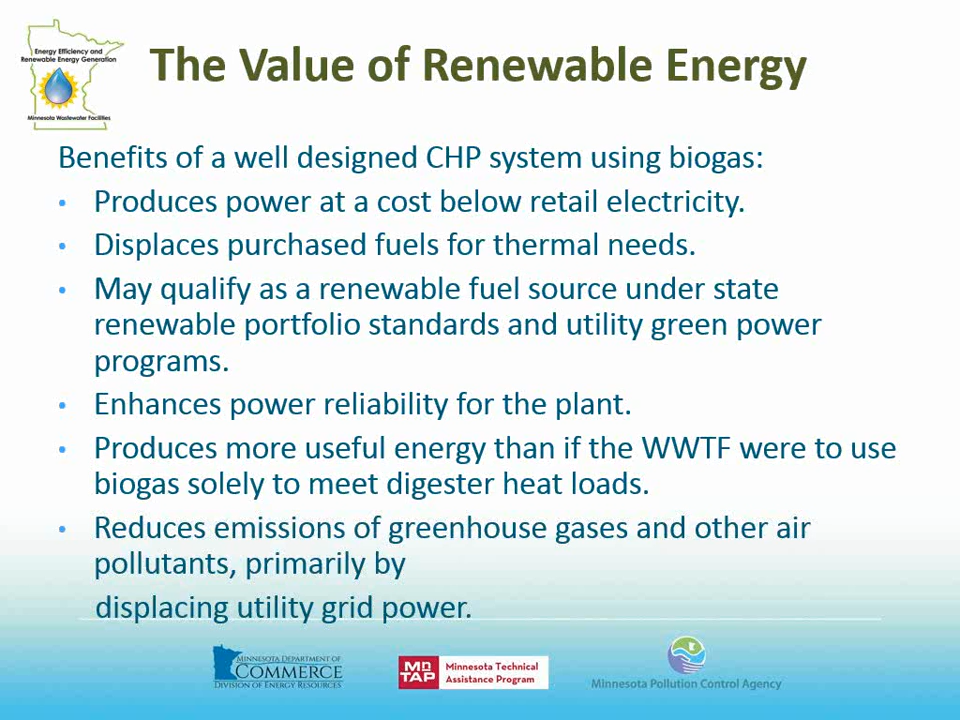 Energy Efficiency and
Renewable Energy Generation
Minnesota Wastewater Facilities
The Value of Renewable Energy
Benefits of a well designed CHP system using biogas:
• Produces power at a cost below retail electricity.
• Displaces purchased fuels for thermal needs.
• May qualify as a renewable fuel source under state
renewable portfolio standards and utility green power
programs.
• Enhances power reliability for the plant.
• Produces more useful energy than if the WWTF were to use
biogas solely to meet digester heat loads.
• Reduces emissions of greenhouse gases and other air
pollutants, primarily by
displacing utility grid power.
MINNESOTA DEPARTMENT OF
COMMERCE
DIVISION OF ENERGY RESOURCES
MnTAP
Minnesota Technical
Assistance Program
Minnesota Pollution Control Agency